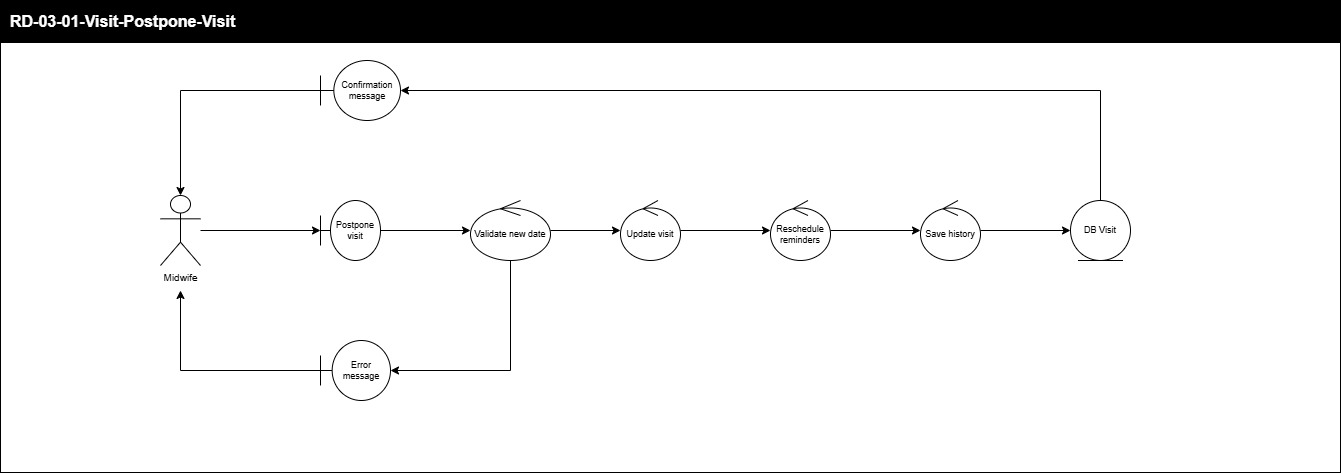 RD-03-01-Visit-Postpone-Visit
Confirmation
message
Postpone
visit
Validate new date
Update visit
Reschedule
reminders
Save history
DB Visit
Midwife
Error
message